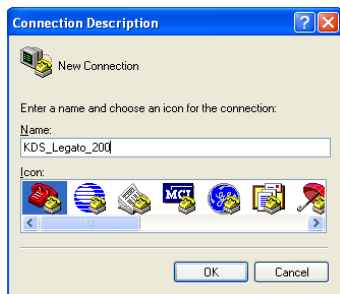 Connection Description
New Connection
Enter a name and choose an icon for the connection:
Name:
KDS_Legato_200
Icon:
MCI
OK
Cancel